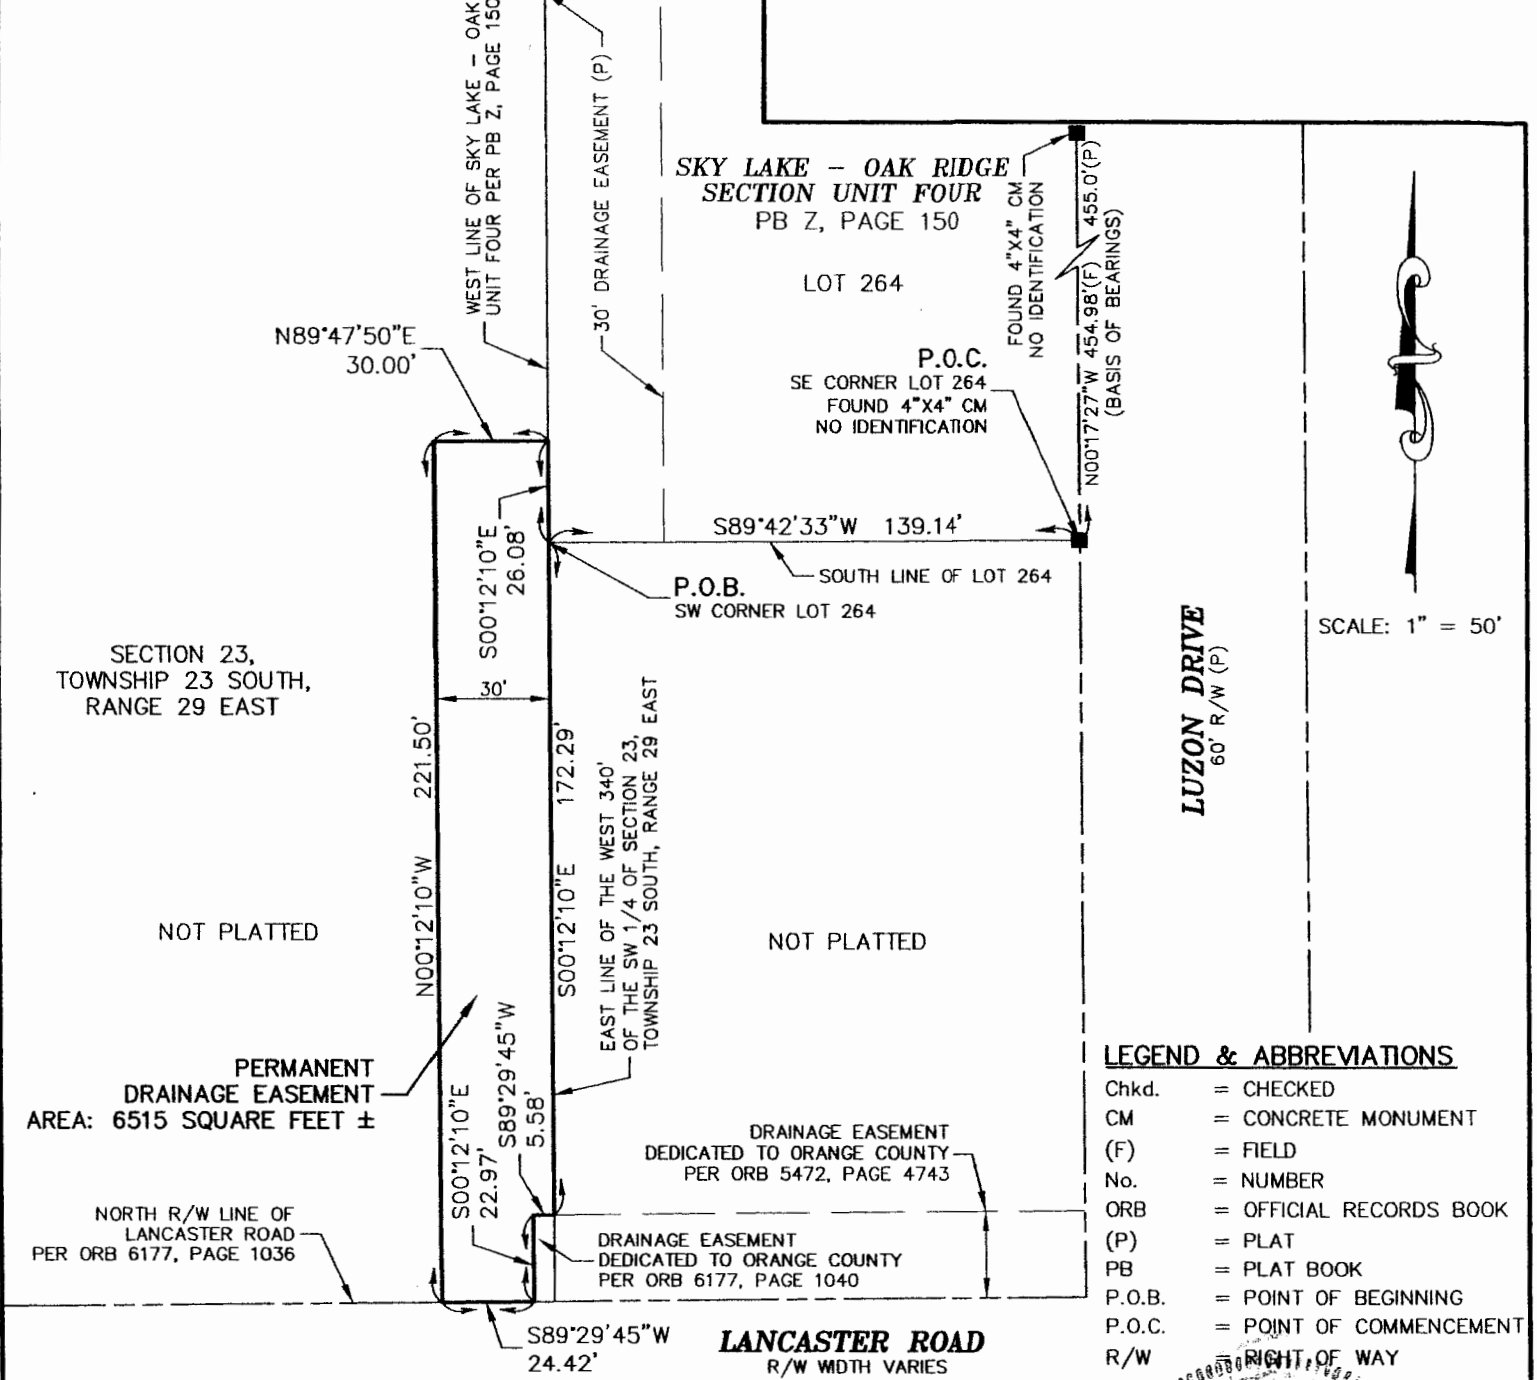 WEST LINE OF SKY LAKE – OAK
UNIT FOUR PER PB Z, PAGE 150
30' DRAINAGE EASEMENT (P)
SKY LAKE – OAK RIDGE
SECTION UNIT FOUR
PB Z, PAGE 150
LOT 264
FOUND 4"X4" CM
NO IDENTIFICATION
N00°17'27"W 454.98'(F) 455.0'(P)
(BASIS OF BEARINGS)
N89°47'50"E
30.00'
P.O.C.
SE CORNER LOT 264
FOUND 4"X4" CM
NO IDENTIFICATION
S00°12'10"E
26.08'
S89°42'33"W 139.14'
SOUTH LINE OF LOT 264
P.O.B.
SW CORNER LOT 264
SCALE: 1" = 50'
LUZON DRIVE
60' R/W (P)
SECTION 23,
TOWNSHIP 23 SOUTH,
RANGE 29 EAST
30'
N00°12'10"W 221.50'
S00°12'10"E 172.29'
EAST LINE OF THE WEST 340'
OF THE SW 1/4 OF SECTION 23,
TOWNSHIP 23 SOUTH, RANGE 29 EAST
NOT PLATTED
NOT PLATTED
PERMANENT
DRAINAGE EASEMENT
AREA: 6515 SQUARE FEET ±
S00°12'10"E
22.97'
S89°29'45"W
5.58'
DRAINAGE EASEMENT
DEDICATED TO ORANGE COUNTY
PER ORB 5472, PAGE 4743
NORTH R/W LINE OF
LANCASTER ROAD
PER ORB 6177, PAGE 1036
DRAINAGE EASEMENT
DEDICATED TO ORANGE COUNTY
PER ORB 6177, PAGE 1040
S89°29'45"W
24.42'
LANCASTER ROAD
R/W WIDTH VARIES
LEGEND & ABBREVIATIONS
Chkd. = CHECKED
CM = CONCRETE MONUMENT
(F) = FIELD
No. = NUMBER
ORB = OFFICIAL RECORDS BOOK
(P) = PLAT
PB = PLAT BOOK
P.O.B. = POINT OF BEGINNING
P.O.C. = POINT OF COMMENCEMENT
R/W = RIGHT OF WAY